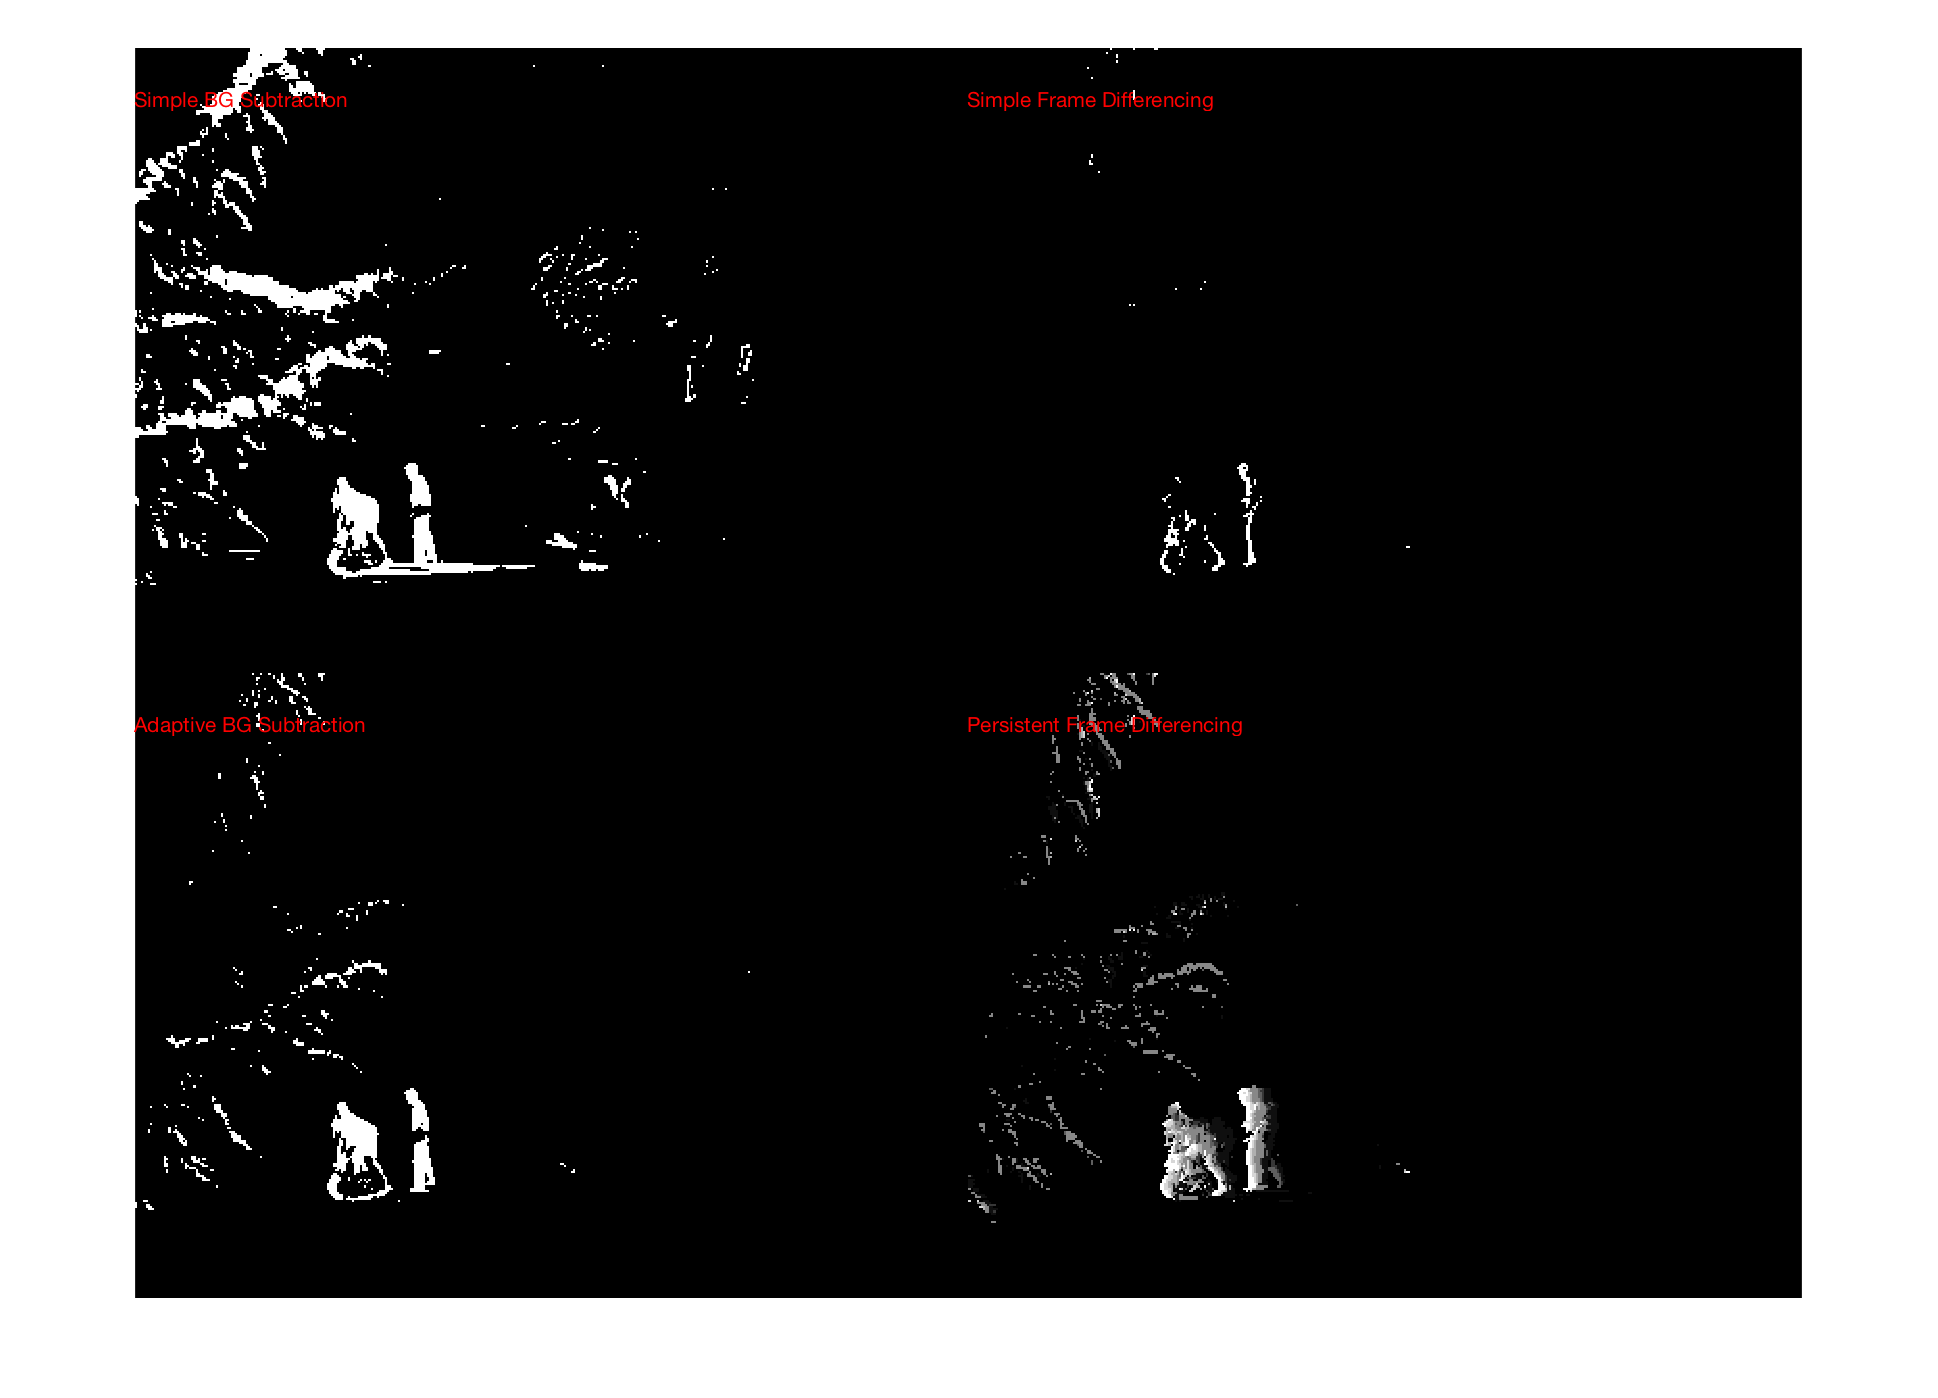 Simple BG Subtraction
Simple Frame Differencing
Adaptive BG Subtraction
Persistent Frame Differencing